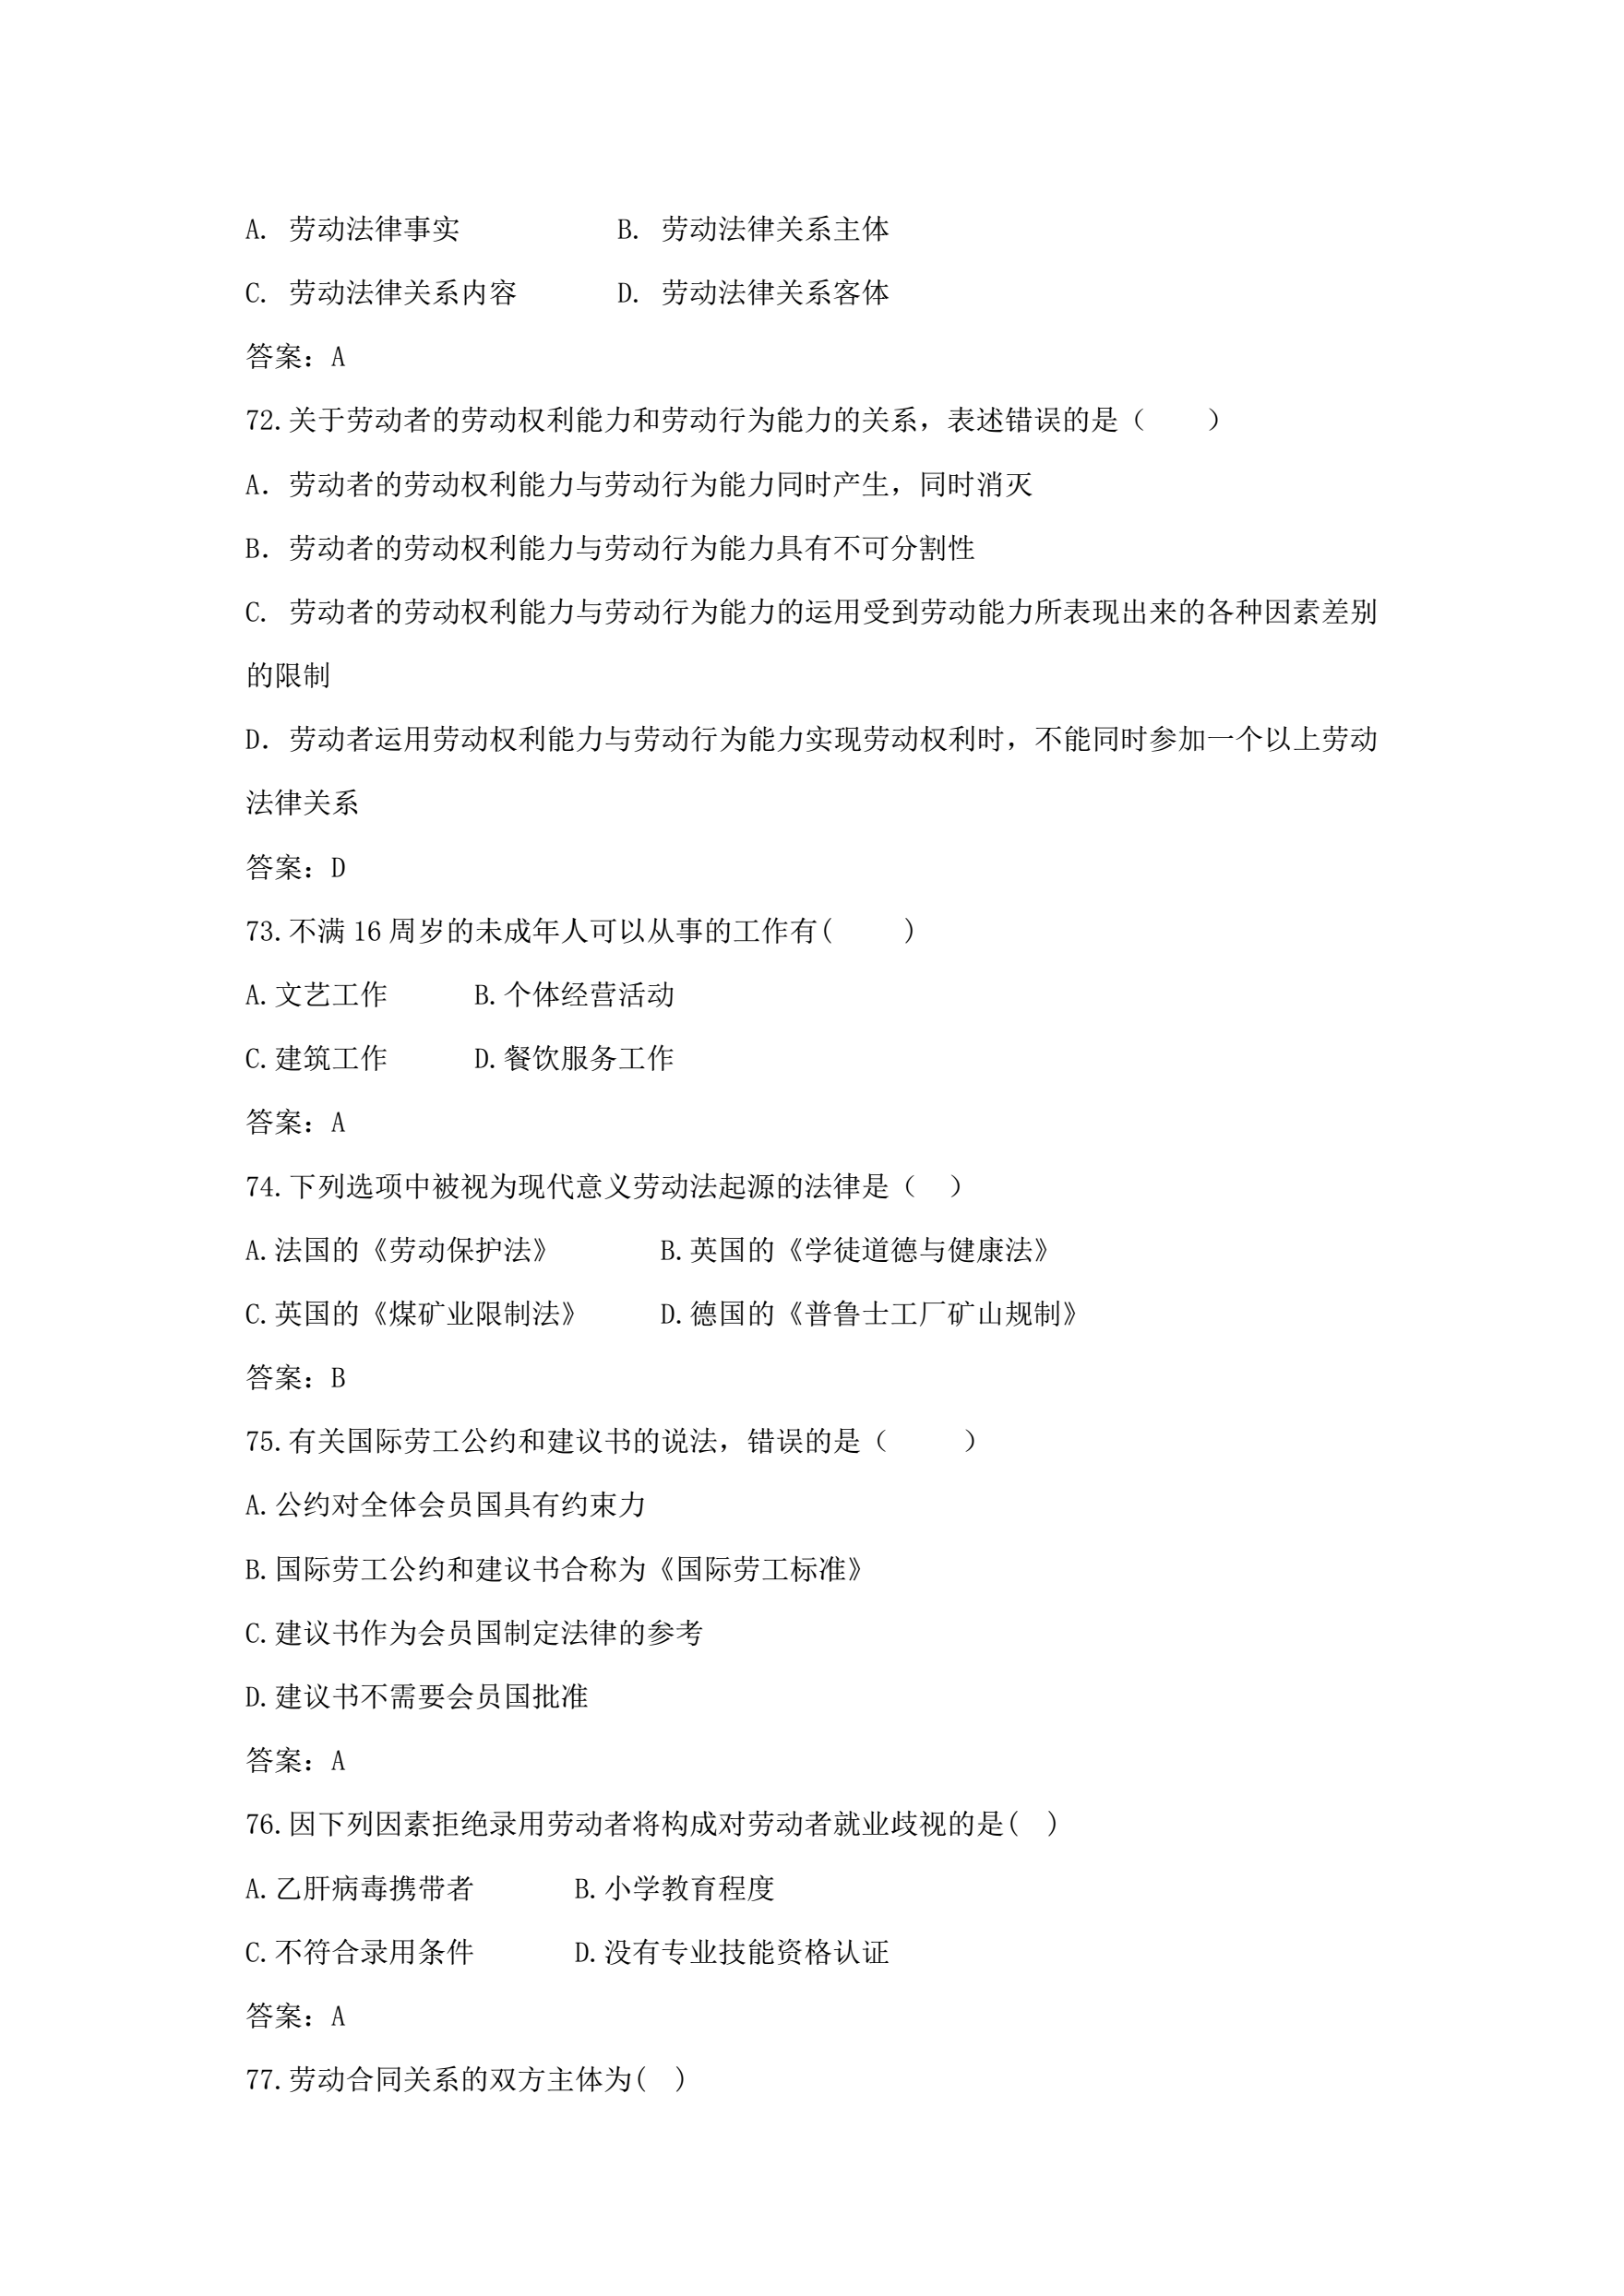 A. 劳动法律事实 B. 劳动法律关系主体
C. 劳动法律关系内容 D. 劳动法律关系客体
答案：A
72.关于劳动者的劳动权利能力和劳动行为能力的关系，表述错误的是（ ）
A．劳动者的劳动权利能力与劳动行为能力同时产生，同时消灭
B．劳动者的劳动权利能力与劳动行为能力具有不可分割性
C. 劳动者的劳动权利能力与劳动行为能力的运用受到劳动能力所表现出来的各种因素差别
的限制
D．劳动者运用劳动权利能力与劳动行为能力实现劳动权利时，不能同时参加一个以上劳动
法律关系
答案：D
73.不满 16 周岁的未成年人可以从事的工作有( )
A.文艺工作 B.个体经营活动
C.建筑工作 D.餐饮服务工作
答案：A
74.下列选项中被视为现代意义劳动法起源的法律是（ ）
A.法国的《劳动保护法》 B.英国的《学徒道德与健康法》
C.英国的《煤矿业限制法》 D.德国的《普鲁士工厂矿山规制》
答案：B
75.有关国际劳工公约和建议书的说法，错误的是（ ）
A.公约对全体会员国具有约束力
B.国际劳工公约和建议书合称为《国际劳工标准》
C.建议书作为会员国制定法律的参考
D.建议书不需要会员国批准
答案：A
76.因下列因素拒绝录用劳动者将构成对劳动者就业歧视的是( )
A.乙肝病毒携带者 B.小学教育程度
C.不符合录用条件 D.没有专业技能资格认证
答案：A
77.劳动合同关系的双方主体为( )